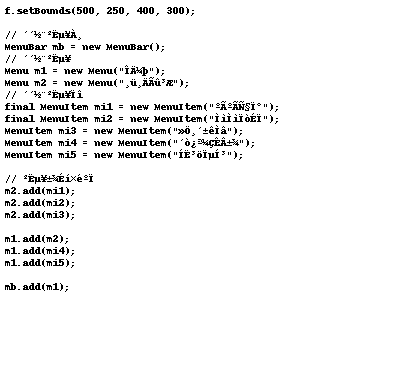 f.setBounds(500, 250, 400, 300);
// ´´½¨²Ëµ¥À¸
MenuBar mb = new MenuBar();
// ´´½¨²Ëµ¥
Menu m1 = new Menu("ÎÄ¼þ");
Menu m2 = new Menu("¸ü¸ÄÃû³Æ");
// ´´½¨²Ëµ¥Ïî
final MenuItem mi1 = new MenuItem("ºÃºÃÑ§Ï°");
final MenuItem mi2 = new MenuItem("ÌìÌìÏòÉÏ");
MenuItem mi3 = new MenuItem("»Ö¸´±êÌâ");
MenuItem mi4 = new MenuItem("´ò¿ª¼ÇÊÂ±¾");
MenuItem mi5 = new MenuItem("ÍË³öÏµÍ³");
// ²Ëµ¥±¾Éí×éºÏ
m2.add(mi1);
m2.add(mi2);
m2.add(mi3);
m1.add(m2);
m1.add(mi4);
m1.add(mi5);
mb.add(m1);